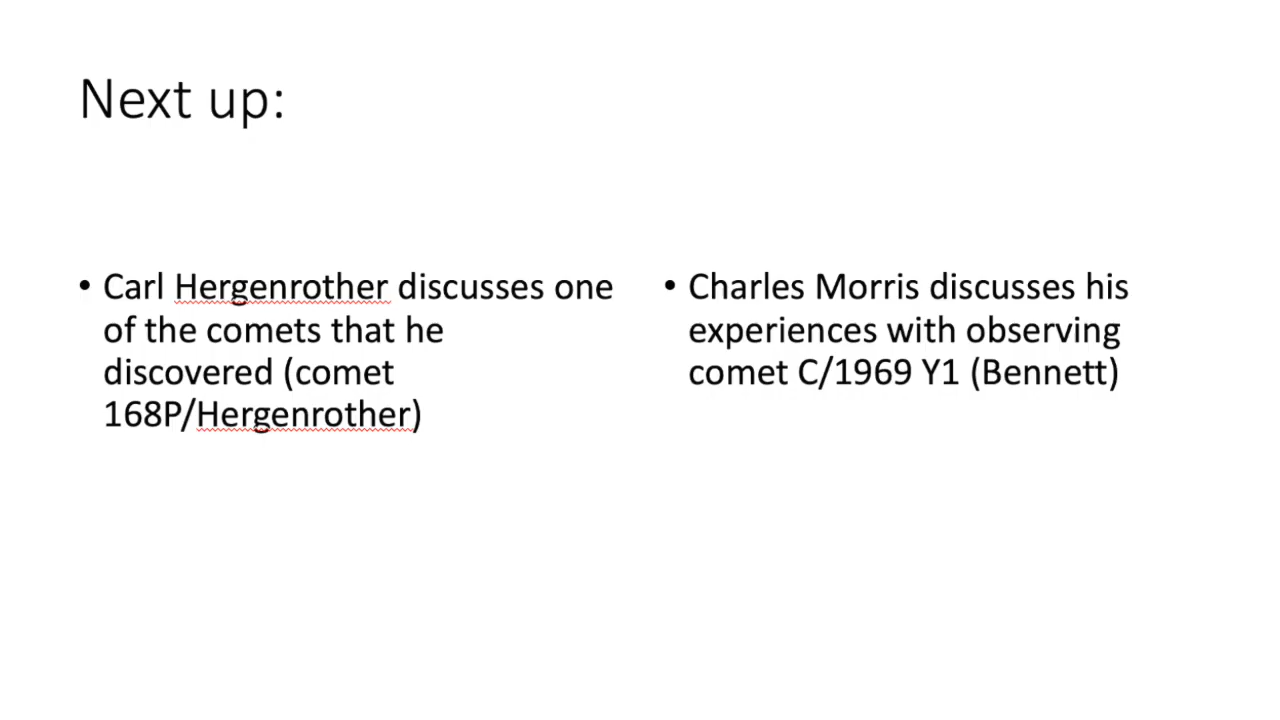 Next up:
• Carl Hergenrother discusses one
of the comets that he
discovered (comet
168P/Hergenrother)
• Charles Morris discusses his
experiences with observing
comet C/1969 Y1 (Bennett)